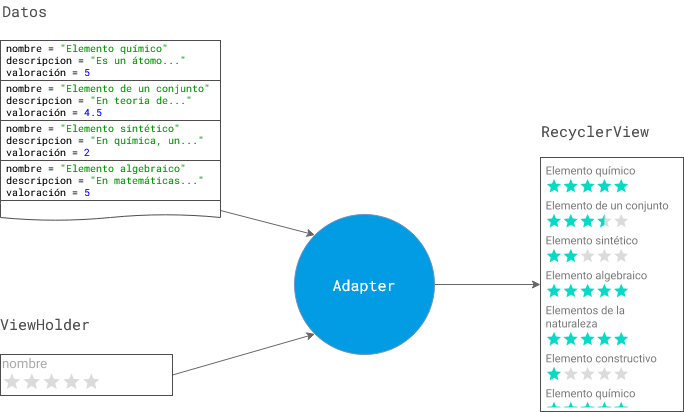 Datos
nombre = "Elemento químico"
descripcion = "Es un átomo..."
valoración = 5
nombre = "Elemento de un conjunto"
descripcion = "En teoria de..."
valoración = 4.5
nombre = "Elemento sintético"
descripcion = "En química, un..."
valoración = 2
nombre = "Elemento algebraico"
descripcion = "En matemáticas..."
valoración = 5
ViewHolder
nombre
Adapter
RecyclerView
Elemento químico
Elemento de un conjunto
Elemento sintético
Elemento algebraico
Elementos de la
naturaleza
Elemento constructivo
Elemento químico